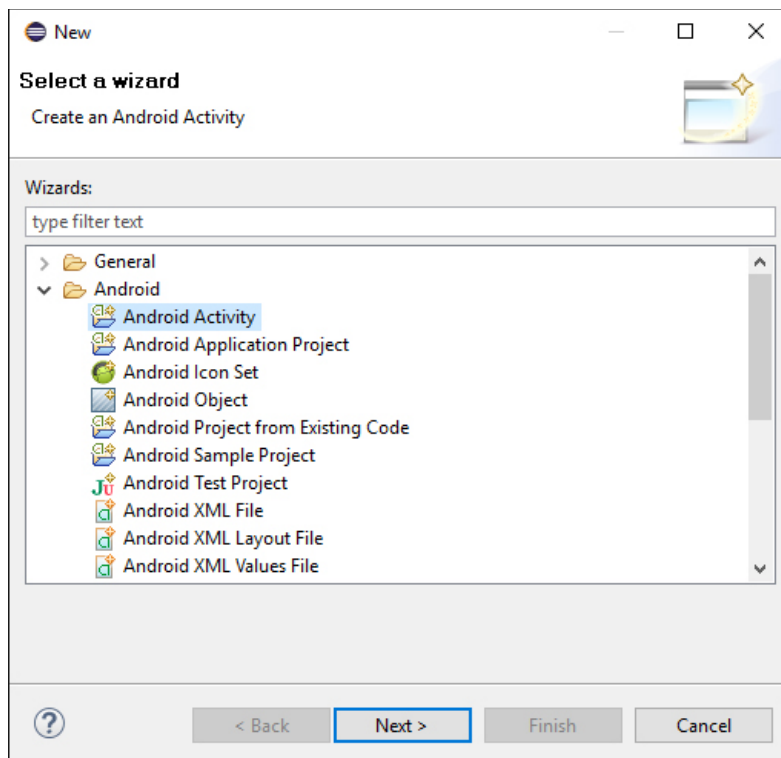 New
Select a wizard
Create an Android Activity
Wizards:
type filter text
General
Android
Android Activity
Android Application Project
Android Icon Set
Android Object
Android Project from Existing Code
Android Sample Project
Android Test Project
Android XML File
Android XML Layout File
Android XML Values File
? < Back Next > Finish Cancel